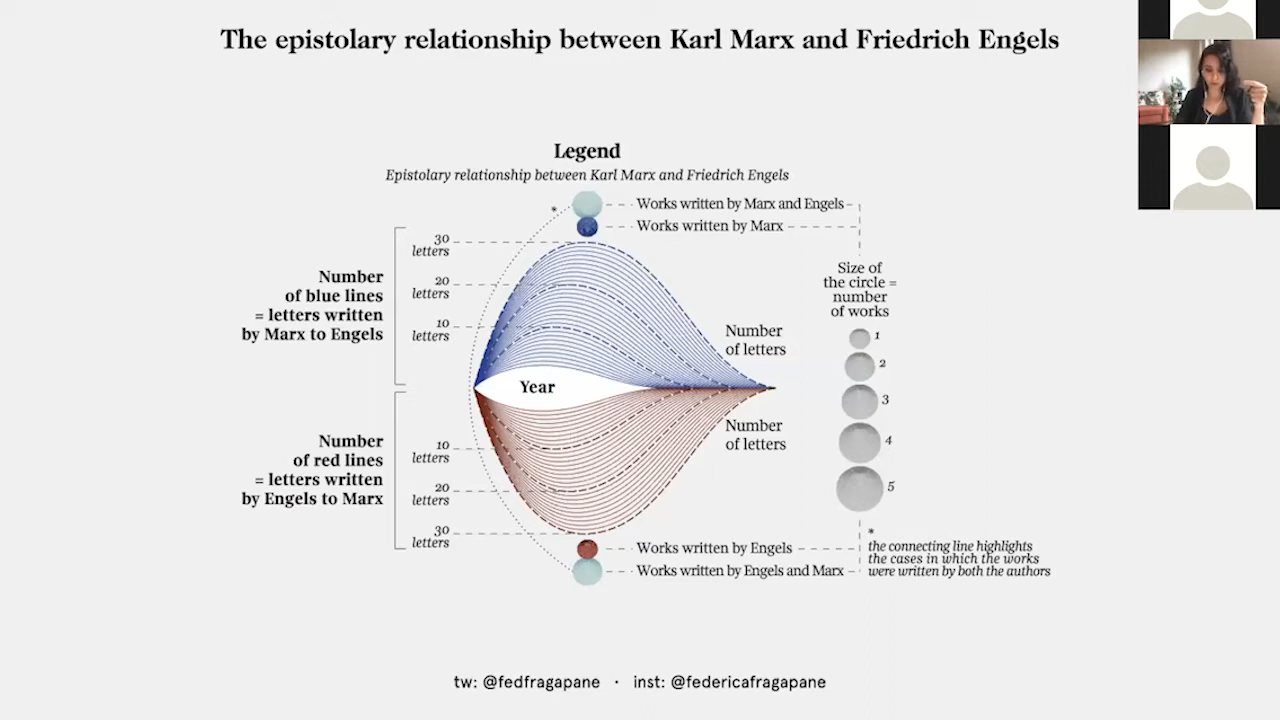 The epistolary relationship between Karl Marx and Friedrich Engels
Legend
Epistolary relationship between Karl Marx and Friedrich Engels
*
Works written by Marx and Engels
Works written by Marx
30
letters
20
letters
10
letters
Number
of blue lines
= letters written
by Marx to Engels
Number
of letters
Year
Number
of letters
Number
of red lines
= letters written
by Engels to Marx
10
letters
20
letters
30
letters
Works written by Engels
Works written by Engels and Marx
Size of
the circle =
number
of works
1
2
3
4
5
*
the connecting line highlights
the cases in which the works
were written by both the authors
tw: @fedfragapane · inst: @federicafragapane